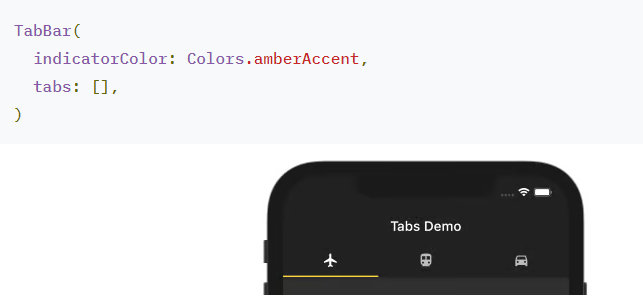 TabBar(
  indicatorColor: Colors.amberAccent,
  tabs: [],
)
Tabs Demo